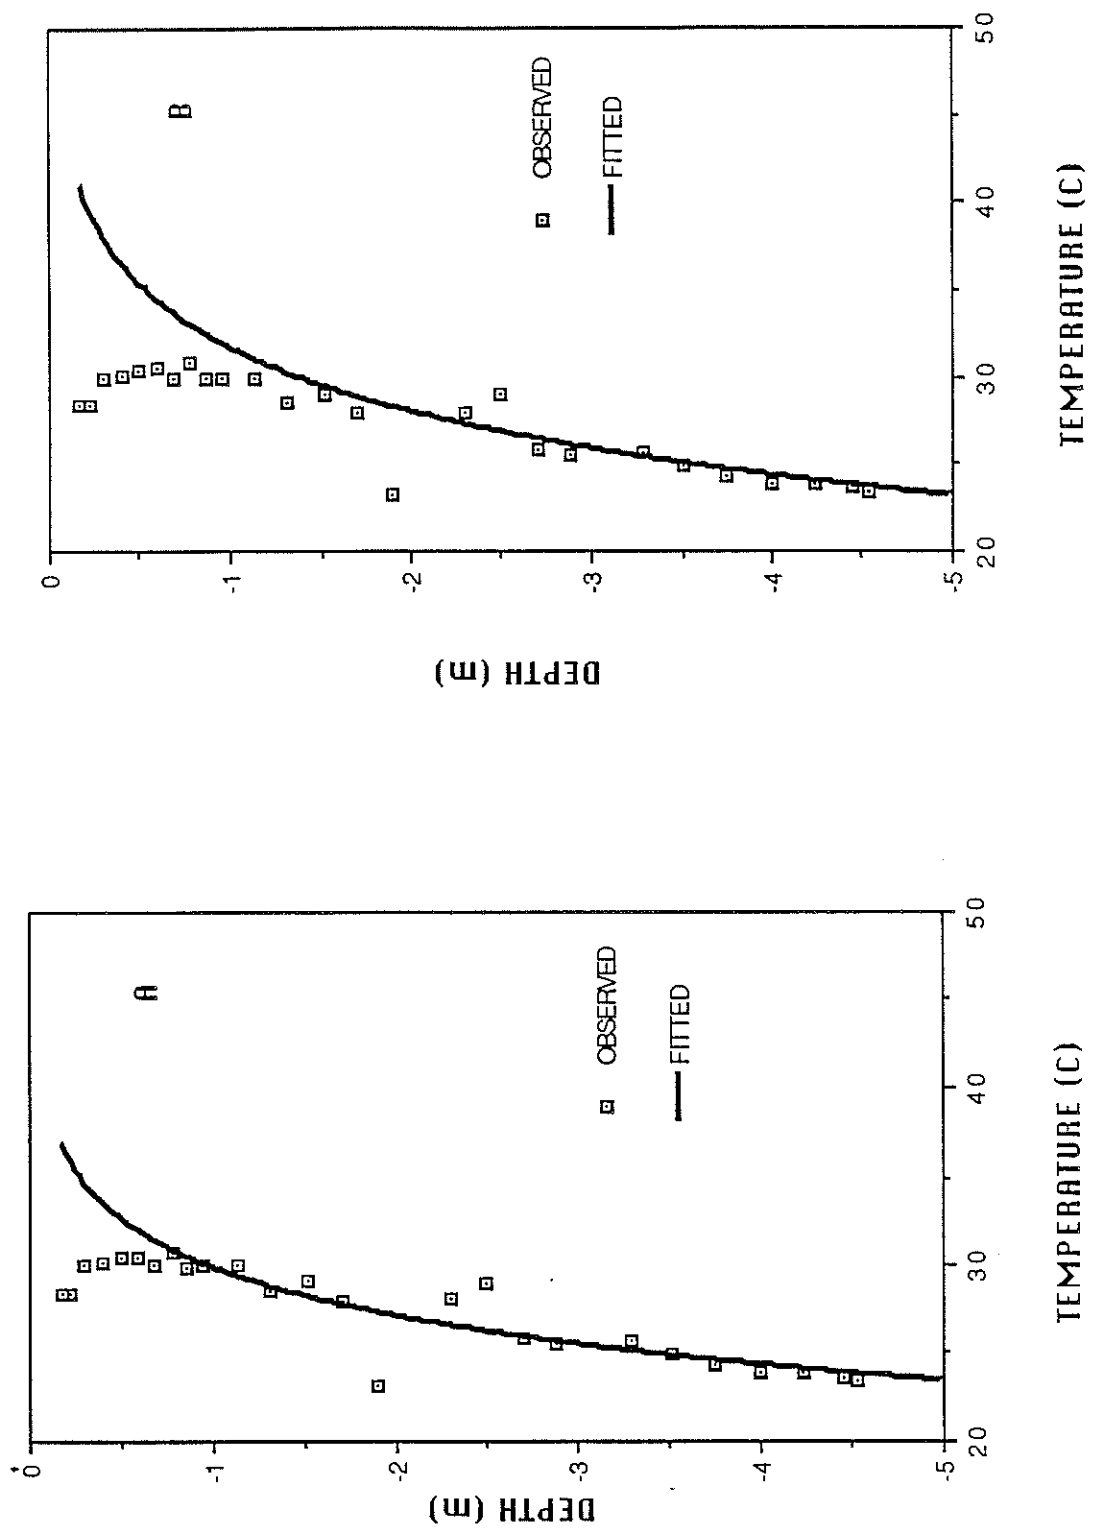 A
OBSERVED
FITTED
0
-1
-2
-3
-4
-5
DEPTH (m)
20
30
40
50
TEMPERATURE (C)
B
OBSERVED
FITTED
0
-1
-2
-3
-4
-5
DEPTH (m)
20
30
40
50
TEMPERATURE (C)